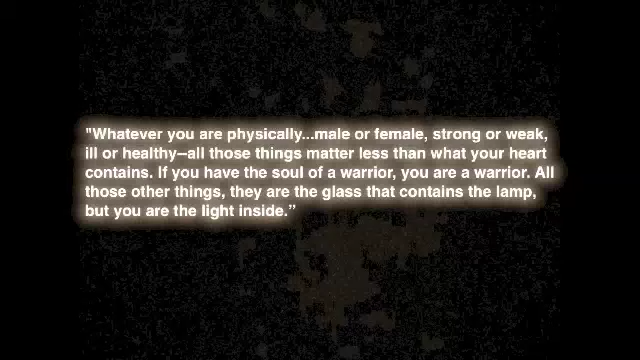 "Whatever you are physically...male or female, strong or weak,
ill or healthy–all those things matter less than what your heart
contains. If you have the soul of a warrior, you are a warrior. All
those other things, they are the glass that contains the lamp,
but you are the light inside.”